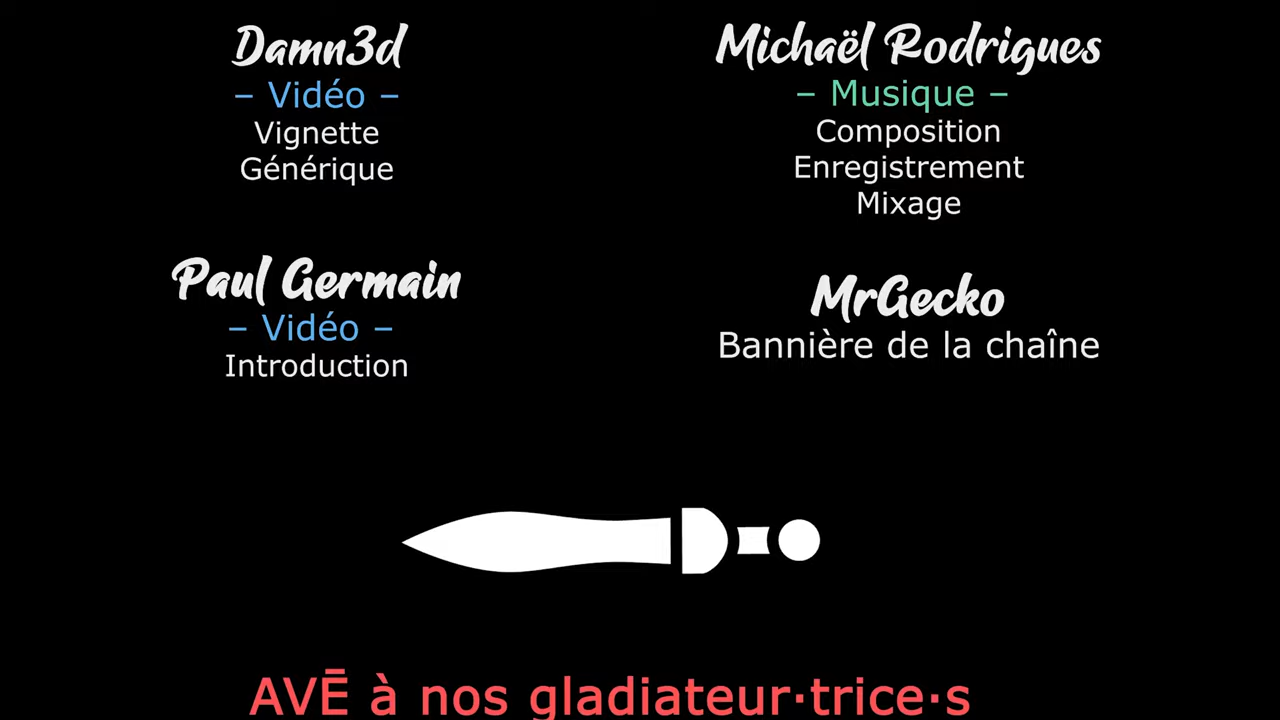 Damn3d
– Vidéo –
Vignette
Générique
Michaël Rodrigues
– Musique –
Composition
Enregistrement
Mixage
Paul Germain
– Vidéo –
Introduction
MrGecko
Bannière de la chaîne
AVĒ à nos gladiateur·trice·s